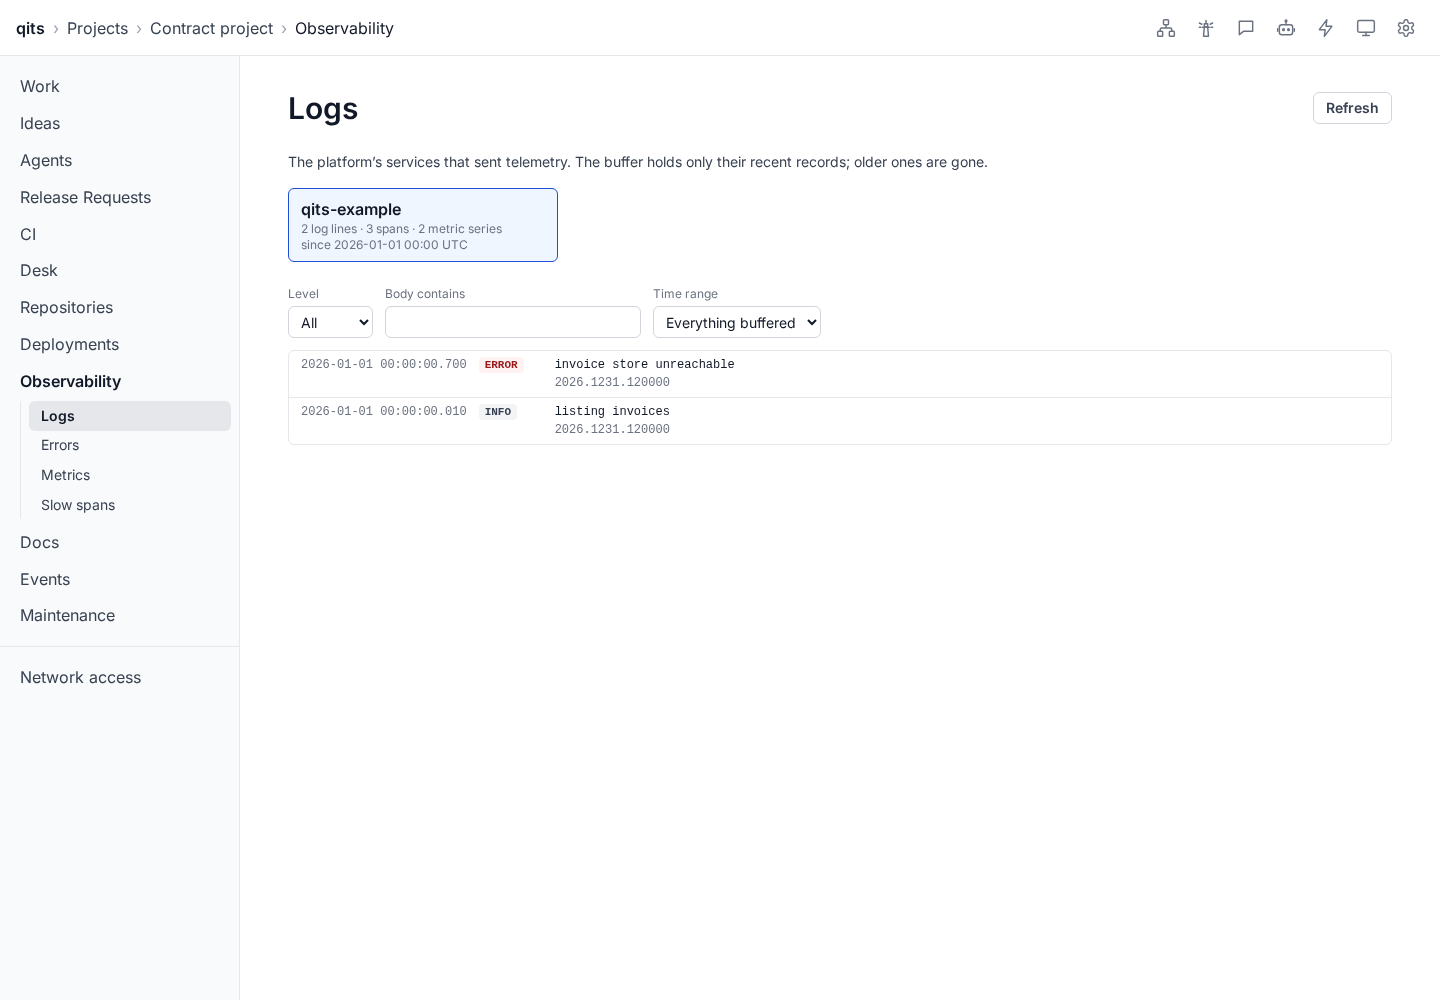 qits › Projects › Contract project › Observability
Work
Ideas
Agents
Release Requests
CI
Desk
Repositories
Deployments
Observability
Logs
Errors
Metrics
Slow spans
Docs
Events
Maintenance
Network access
Logs
Refresh
The platform’s services that sent telemetry. The buffer holds only their recent records; older ones are gone.
qits-example
2 log lines · 3 spans · 2 metric series
since 2026-01-01 00:00 UTC
Level Body contains Time range
All Everything buffered
2026-01-01 00:00:00.700 ERROR invoice store unreachable
2026.1231.120000
2026-01-01 00:00:00.010 INFO listing invoices
2026.1231.120000